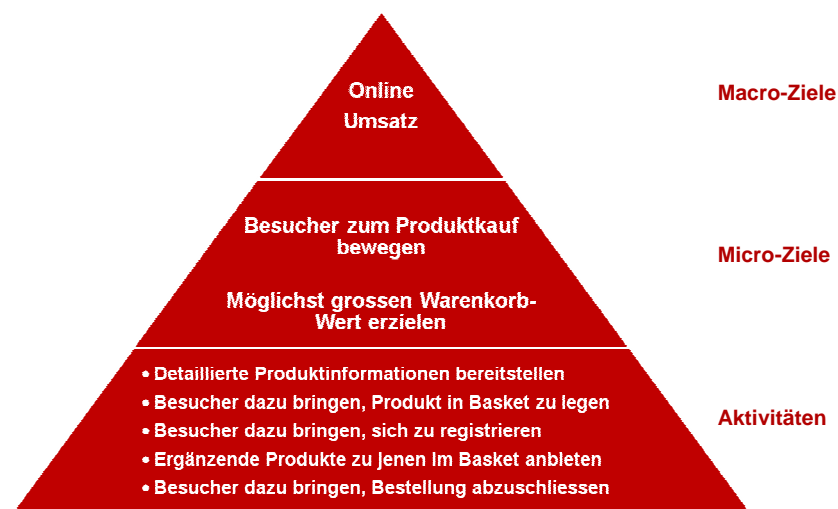 Online
Umsatz
Macro-Ziele
Besucher zum Produktkauf
bewegen
Micro-Ziele
Möglichst grossen Warenkorb-
Wert erzielen
• Detaillierte Produktinformationen bereitstellen
• Besucher dazu bringen, Produkt in Basket zu legen
Aktivitäten
• Besucher dazu bringen, sich zu registrieren
• Ergänzende Produkte zu jenen im Basket anbieten
• Besucher dazu bringen, Bestellung abzuschliessen